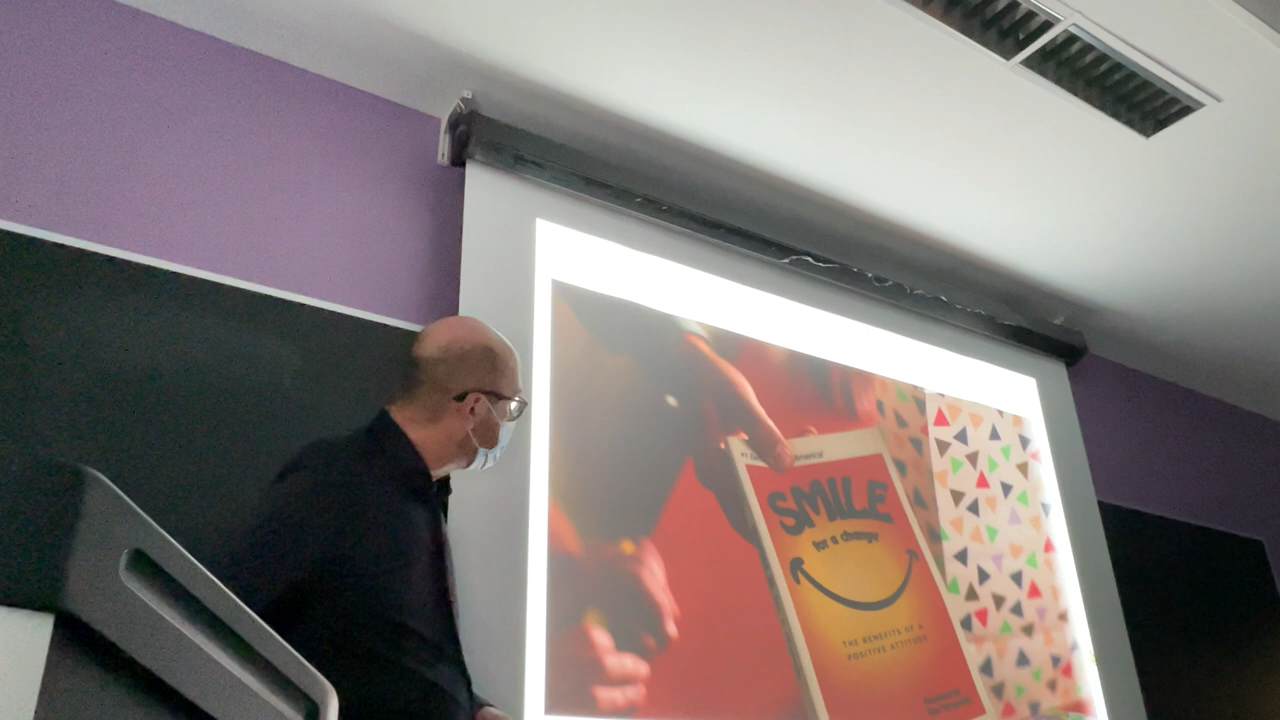 SMILE
for a change
THE BENEFITS OF A
POSITIVE ATTITUDE